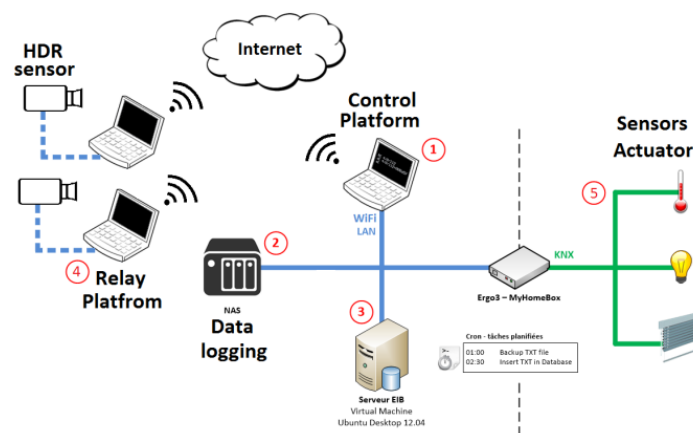 Internet
HDR
sensor
Control
Platform
1
Sensors
Actuator
5
WiFi
LAN
2
4
Relay
Platfrom
NAS
Data
logging
KNX
Ergo3 – MyHomeBox
3
Cron - tâches planifiées
01:00 Backup TXT file
02:30 Insert TXT in Database
Serveur EIB
Virtual Machine
Ubuntu Desktop 12.04